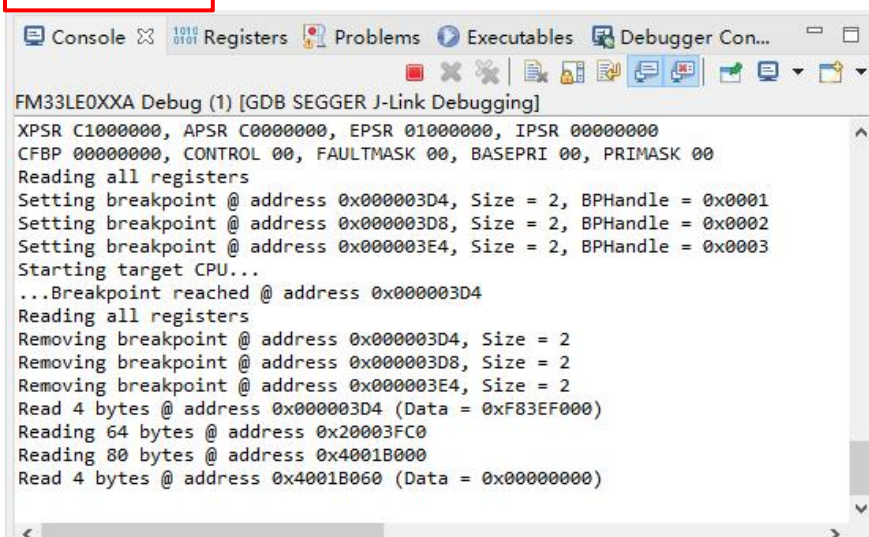 Console Registers Problems Executables Debugger Con...
FM33LE0XXA Debug (1) [GDB SEGGER J-Link Debugging]
XPSR C1000000, APSR C0000000, EPSR 01000000, IPSR 00000000
CFBP 00000000, CONTROL 00, FAULTMASK 00, BASEPRI 00, PRIMASK 00
Reading all registers
Setting breakpoint @ address 0x000003D4, Size = 2, BPHandle = 0x0001
Setting breakpoint @ address 0x000003D8, Size = 2, BPHandle = 0x0002
Setting breakpoint @ address 0x000003E4, Size = 2, BPHandle = 0x0003
Starting target CPU...
...Breakpoint reached @ address 0x000003D4
Reading all registers
Removing breakpoint @ address 0x000003D4, Size = 2
Removing breakpoint @ address 0x000003D8, Size = 2
Removing breakpoint @ address 0x000003E4, Size = 2
Read 4 bytes @ address 0x000003D4 (Data = 0xF83EF000)
Reading 64 bytes @ address 0x20003FC0
Reading 80 bytes @ address 0x4001B000
Read 4 bytes @ address 0x4001B060 (Data = 0x00000000)